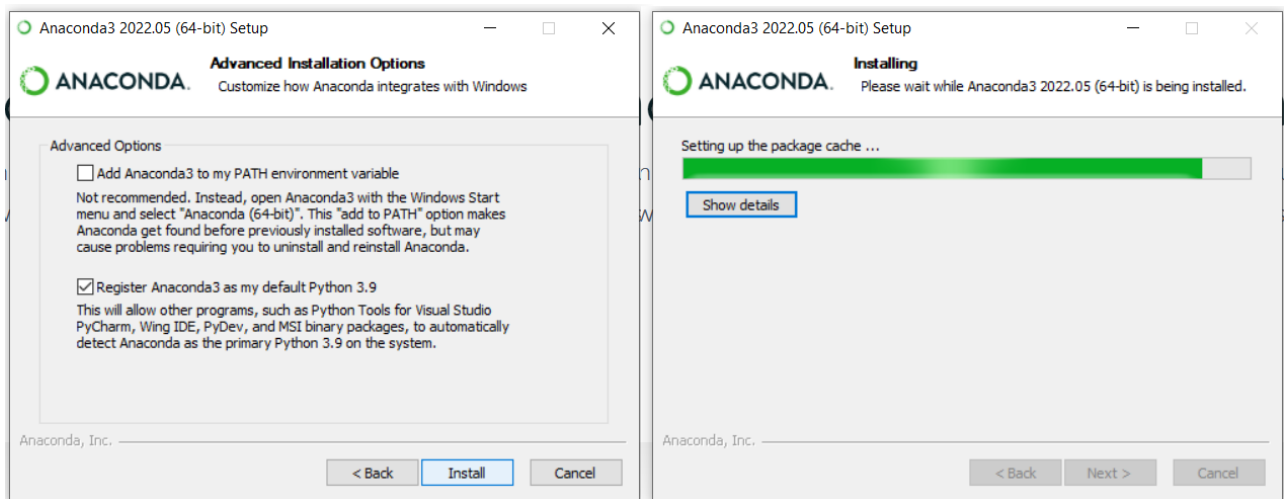 Anaconda3 2022.05 (64-bit) Setup
ANACONDA.
Advanced Installation Options
Customize how Anaconda integrates with Windows
Advanced Options
Add Anaconda3 to my PATH environment variable
Not recommended. Instead, open Anaconda3 with the Windows Start
menu and select "Anaconda (64-bit)". This "add to PATH" option makes
Anaconda get found before previously installed software, but may
cause problems requiring you to uninstall and reinstall Anaconda.
Register Anaconda3 as my default Python 3.9
This will allow other programs, such as Python Tools for Visual Studio
PyCharm, Wing IDE, PyDev, and MSI binary packages, to automatically
detect Anaconda as the primary Python 3.9 on the system.
Anaconda, Inc.
< Back Install Cancel
Anaconda3 2022.05 (64-bit) Setup
ANACONDA.
Installing
Please wait while Anaconda3 2022.05 (64-bit) is being installed.
Setting up the package cache ...
Show details
Anaconda, Inc.
< Back Next > Cancel